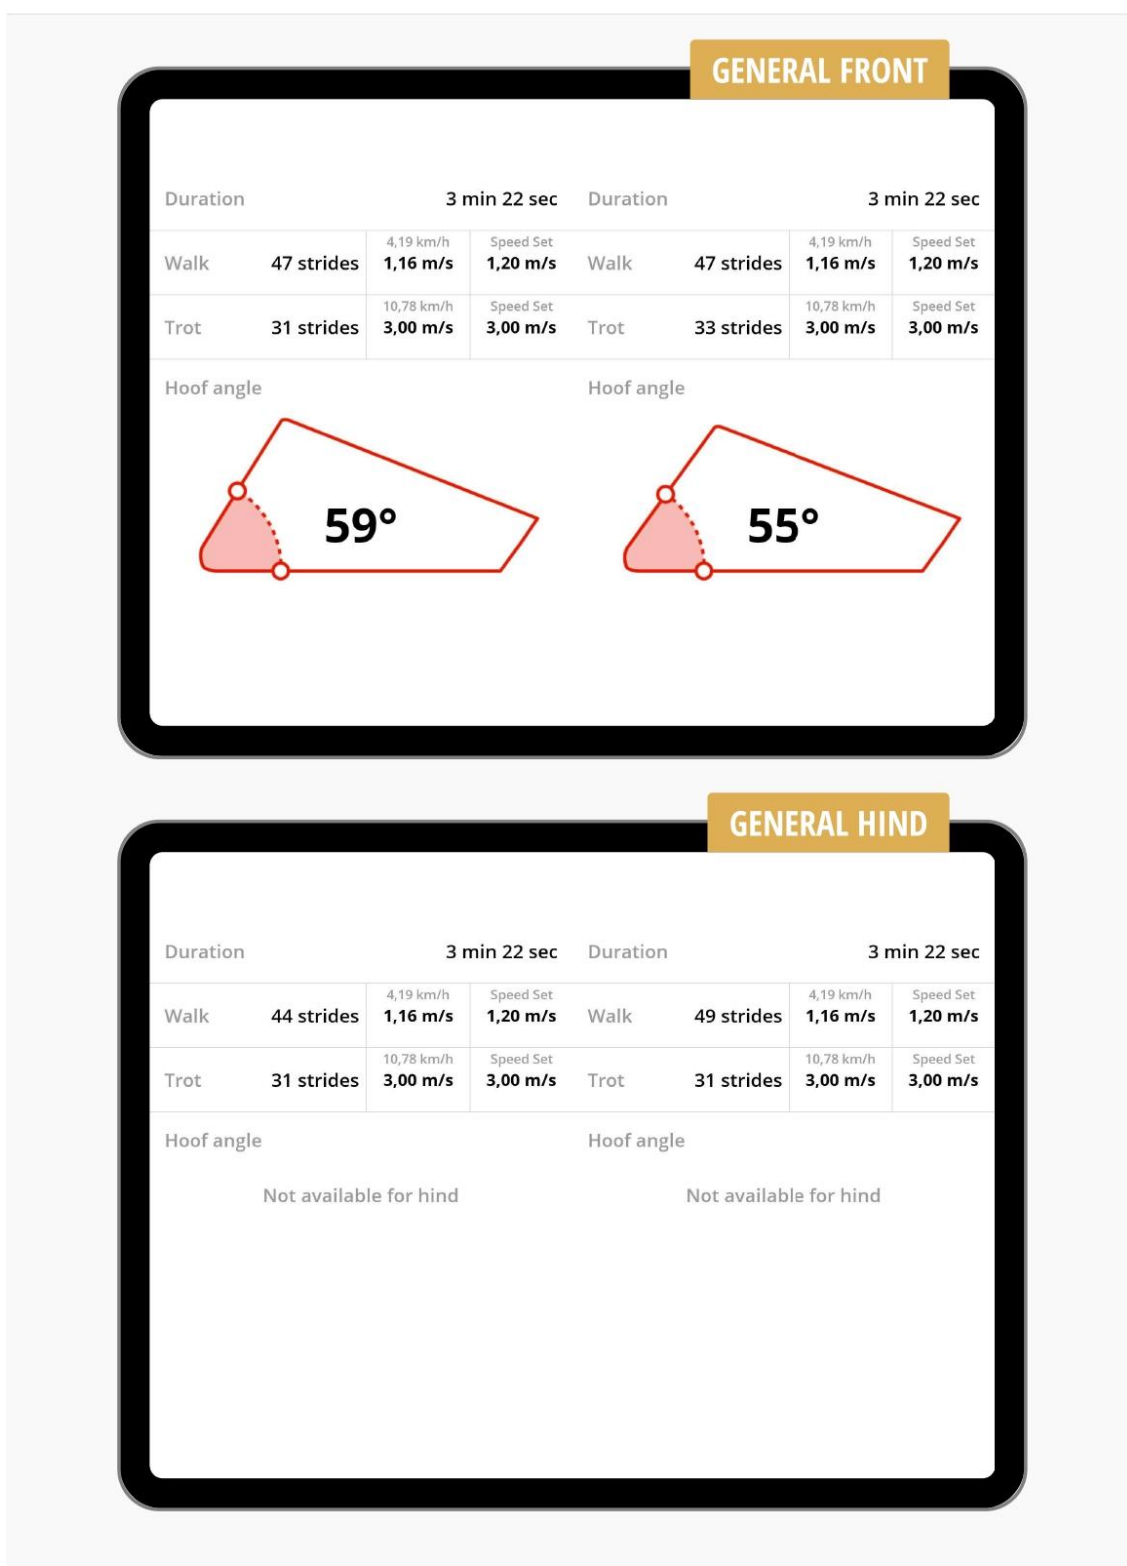 GENERAL FRONT
Duration 3 min 22 sec Duration 3 min 22 sec
4,19 km/h Speed Set 4,19 km/h Speed Set
Walk 47 strides 1,16 m/s 1,20 m/s Walk 47 strides 1,16 m/s 1,20 m/s
10,78 km/h Speed Set 10,78 km/h Speed Set
Trot 31 strides 3,00 m/s 3,00 m/s Trot 33 strides 3,00 m/s 3,00 m/s
Hoof angle Hoof angle
59° 55°
GENERAL HIND
Duration 3 min 22 sec Duration 3 min 22 sec
4,19 km/h Speed Set 4,19 km/h Speed Set
Walk 44 strides 1,16 m/s 1,20 m/s Walk 49 strides 1,16 m/s 1,20 m/s
10,78 km/h Speed Set 10,78 km/h Speed Set
Trot 31 strides 3,00 m/s 3,00 m/s Trot 31 strides 3,00 m/s 3,00 m/s
Hoof angle Hoof angle
Not available for hind Not available for hind